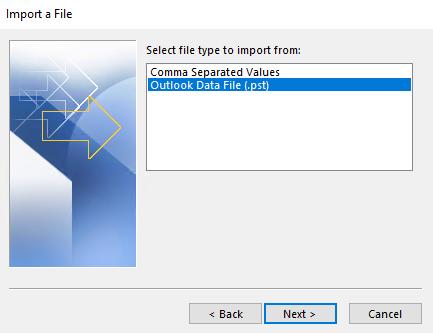 Import a File
Select file type to import from:
Comma Separated Values
Outlook Data File (.pst)
< Back
Next >
Cancel